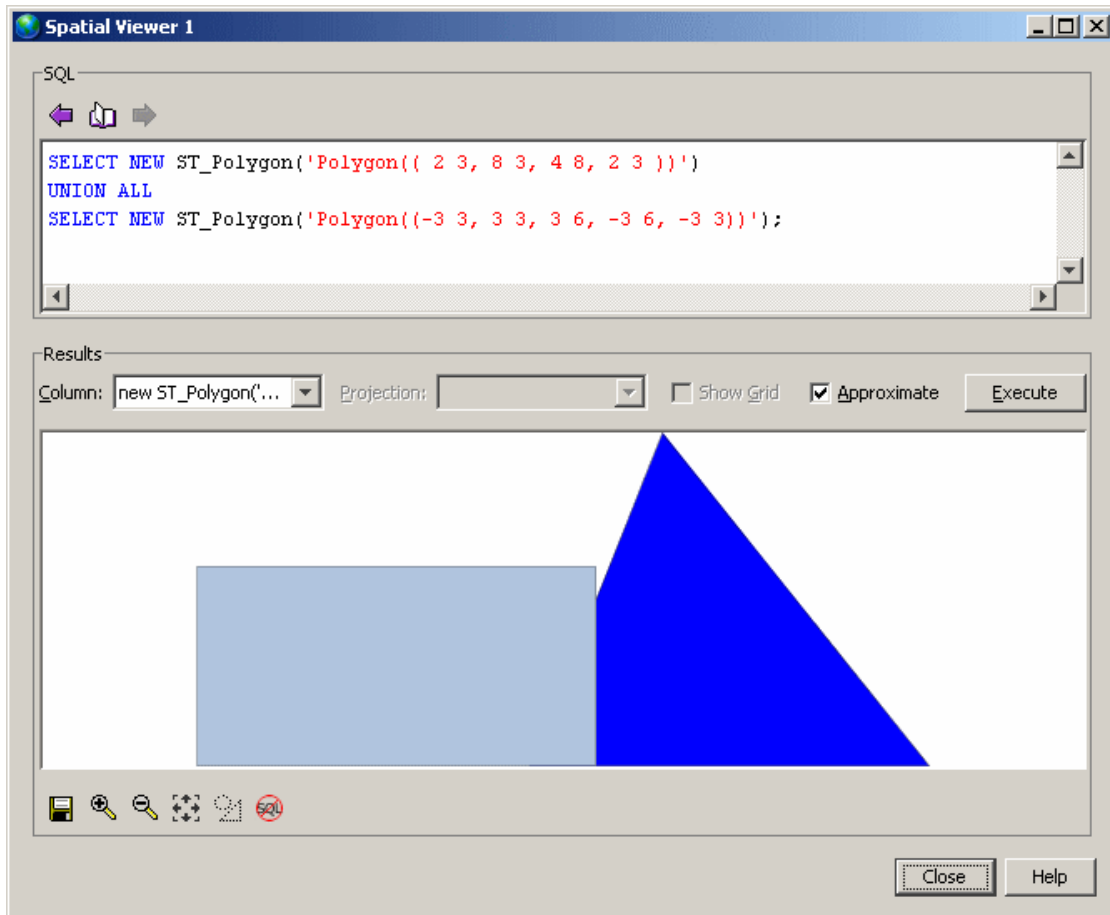 Spatial Viewer 1
SQL
SELECT NEW ST_Polygon('Polygon(( 2 3, 8 3, 4 8, 2 3 ))')
UNION ALL
SELECT NEW ST_Polygon('Polygon((-3 3, 3 3, 3 6, -3 6, -3 3))');
Results
Column: new ST_Polygon('... Projection: Show Grid Approximate Execute
SQL
Close Help